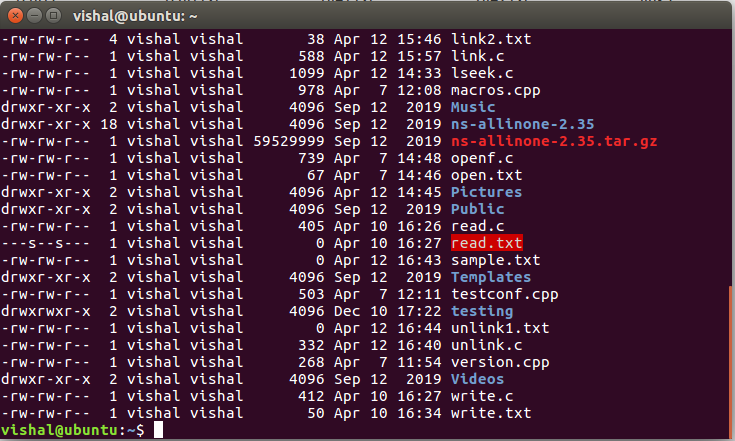 vishal@ubuntu: ~
-rw-rw-r--  4 vishal vishal       38 Apr 12 15:46 link2.txt
-rw-rw-r--  1 vishal vishal      588 Apr 12 15:57 link.c
-rw-rw-r--  1 vishal vishal     1099 Apr 12 14:33 lseek.c
-rw-rw-r--  1 vishal vishal      978 Apr  7 12:08 macros.cpp
drwxr-xr-x  2 vishal vishal     4096 Sep 12  2019 Music
drwxr-xr-x 18 vishal vishal     4096 Sep 12  2019 ns-allinone-2.35
-rw-rw-r--  1 vishal vishal 59529999 Sep 12  2019 ns-allinone-2.35.tar.gz
-rw-rw-r--  1 vishal vishal      739 Apr  7 14:48 openf.c
-rw-rw-r--  1 vishal vishal       67 Apr  7 14:46 open.txt
drwxr-xr-x  2 vishal vishal     4096 Apr 12 14:45 Pictures
drwxr-xr-x  2 vishal vishal     4096 Sep 12  2019 Public
-rw-rw-r--  1 vishal vishal      405 Apr 10 16:26 read.c
---s--s---  1 vishal vishal        0 Apr 10 16:27 read.txt
-rw-rw-r--  1 vishal vishal        0 Apr 12 16:43 sample.txt
drwxr-xr-x  2 vishal vishal     4096 Sep 12  2019 Templates
-rw-rw-r--  1 vishal vishal      503 Apr  7 12:11 testconf.cpp
drwxrwxr-x  2 vishal vishal     4096 Dec 10 17:22 testing
-rw-rw-r--  1 vishal vishal        0 Apr 12 16:44 unlink1.txt
-rw-rw-r--  1 vishal vishal      332 Apr 12 16:40 unlink.c
-rw-rw-r--  1 vishal vishal      268 Apr  7 11:54 version.cpp
drwxr-xr-x  2 vishal vishal     4096 Sep 12  2019 Videos
-rw-rw-r--  1 vishal vishal      412 Apr 10 16:27 write.c
-rw-rw-r--  1 vishal vishal       50 Apr 10 16:34 write.txt
vishal@ubuntu:~$